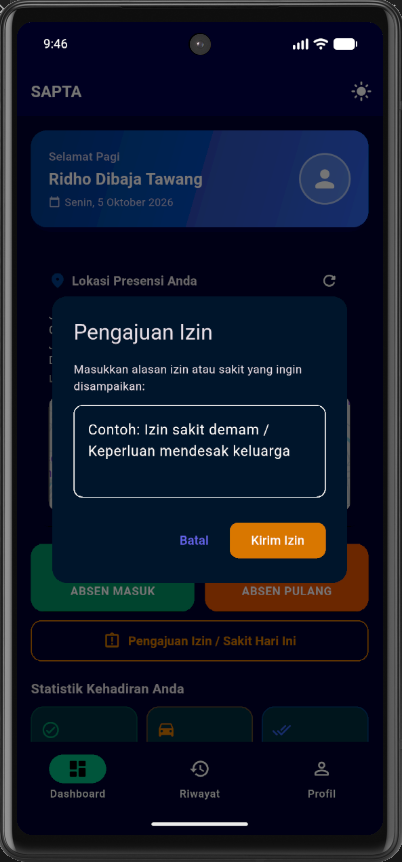 9:46
SAPTA
Selamat Pagi
Ridho Dibaja Tawang
Senin, 5 Oktober 2026
Lokasi Presensi Anda
Pengajuan Izin
Masukkan alasan izin atau sakit yang ingin
disampaikan:
Contoh: Izin sakit demam /
Keperluan mendesak keluarga
Batal
Kirim Izin
ABSEN MASUK
ABSEN PULANG
Pengajuan Izin / Sakit Hari Ini
Statistik Kehadiran Anda
Dashboard
Riwayat
Profil